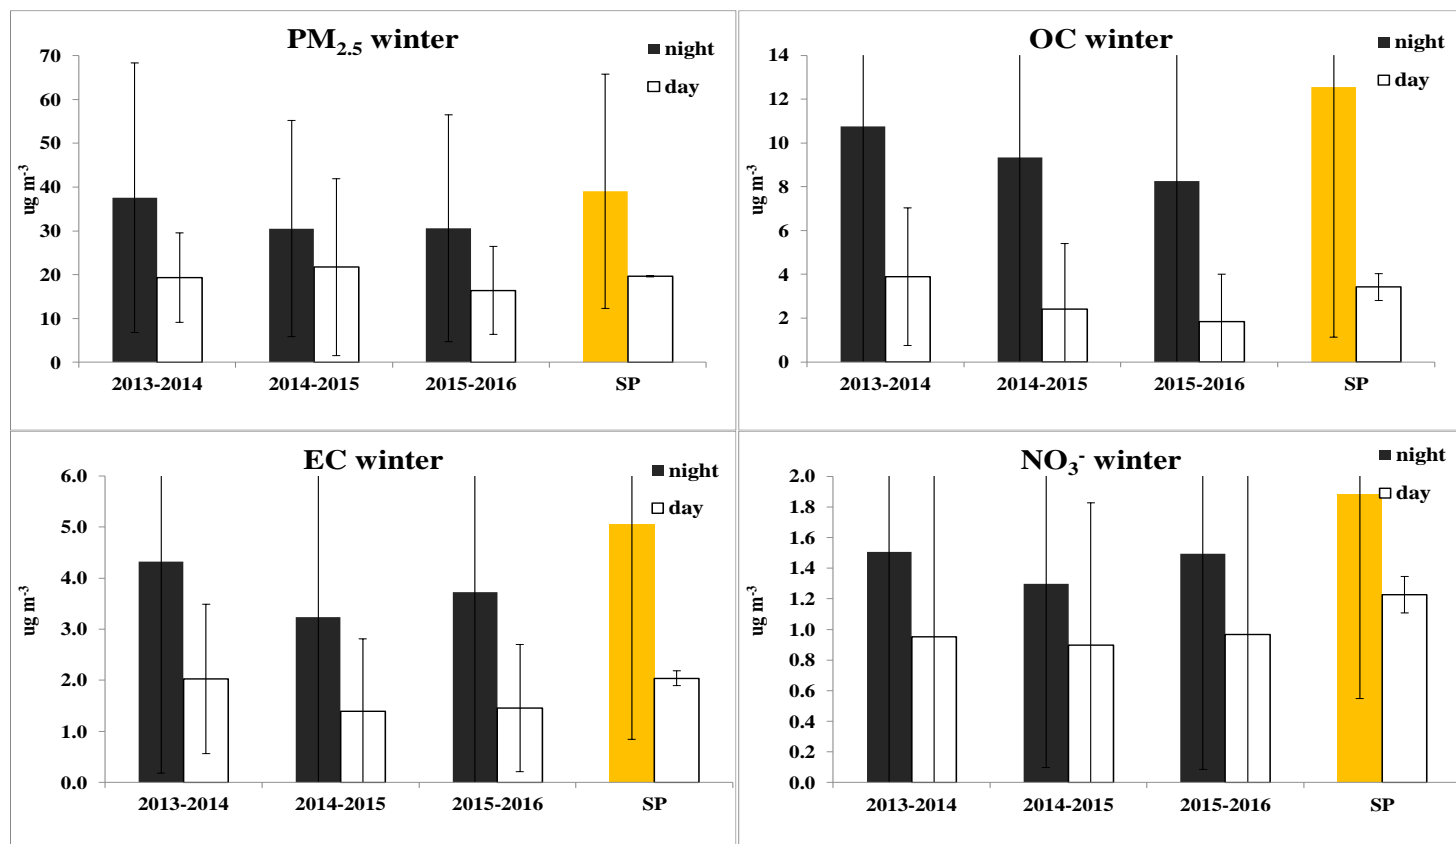 PM2.5 winter
night
day
70
60
50
40
30
20
10
0
ug m-3
2013-2014 2014-2015 2015-2016 SP
OC winter
night
day
14
12
10
8
6
4
2
0
ug m-3
2013-2014 2014-2015 2015-2016 SP
EC winter
night
day
6.0
5.0
4.0
3.0
2.0
1.0
0.0
ug m-3
2013-2014 2014-2015 2015-2016 SP
NO3- winter
night
day
2.0
1.8
1.6
1.4
1.2
1.0
0.8
0.6
0.4
0.2
0.0
ug m-3
2013-2014 2014-2015 2015-2016 SP